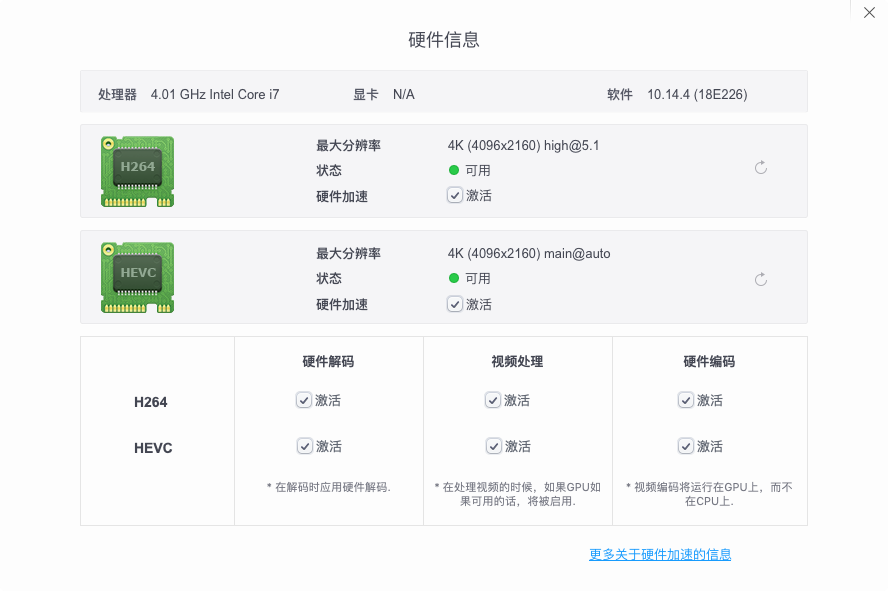 硬件信息
处理器 4.01 GHz Intel Core i7 显卡 N/A 软件 10.14.4 (18E226)
H264
最大分辨率 4K (4096x2160) high@5.1
状态 可用
硬件加速 激活
HEVC
最大分辨率 4K (4096x2160) main@auto
状态 可用
硬件加速 激活
硬件解码 视频处理 硬件编码
H264 激活 激活 激活
HEVC 激活 激活 激活
* 在解码时应用硬件解码.
* 在处理视频的时候，如果GPU如
果可用的话，将被启用.
* 视频编码将运行在GPU上，而不
在CPU上.
更多关于硬件加速的信息